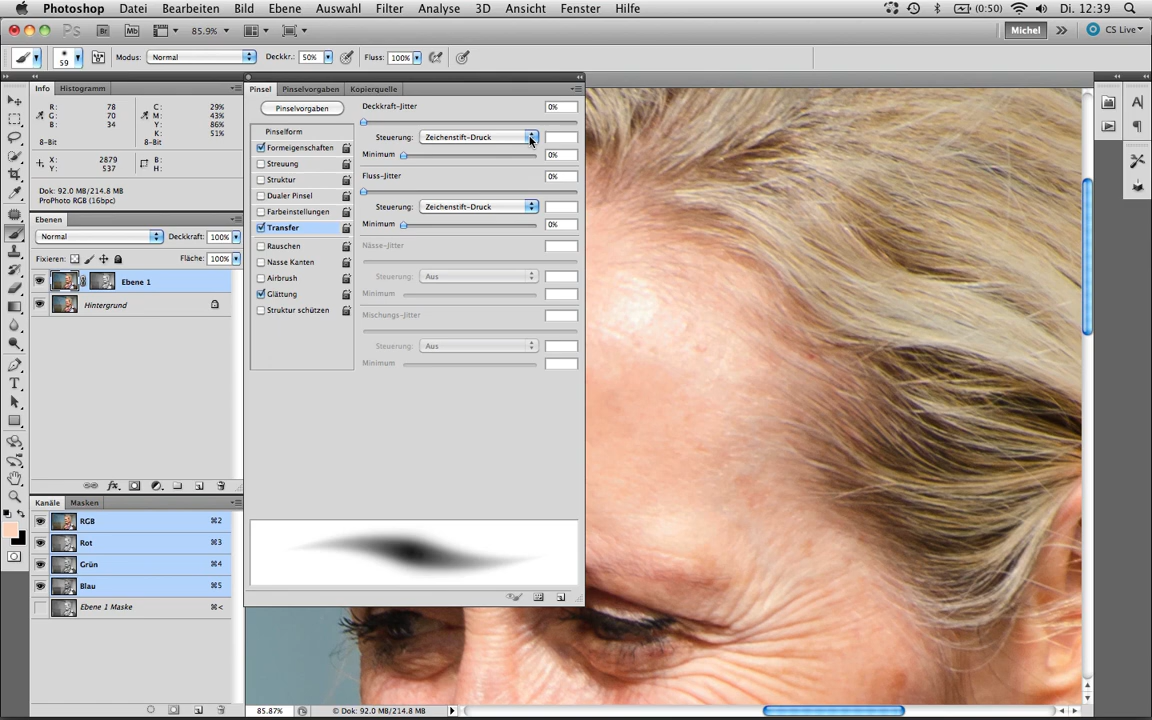 Photoshop Datei Bearbeiten Bild Ebene Auswahl Filter Analyse 3D Ansicht Fenster Hilfe (0:50) Di. 12:39
Ps Br Mb 85.9% Michel CS Live
59 Modus: Normal Deckkr.: 50% Fluss: 100%
Info Histogramm
R: 78 C: 29%
G: 70 M: 43%
B: 34 Y: 86%
K: 51%
8-Bit 8-Bit
X: 2879 B:
Y: 537 H:
Dok: 92.0 MB/214.8 MB
ProPhoto RGB (16bpc)
Ebenen
Normal Deckkraft: 100%
Fixieren: Fläche: 100%
Ebene 1
Hintergrund
Kanäle Masken
RGB ⌘2
Rot ⌘3
Grün ⌘4
Blau ⌘5
Ebene 1 Maske ⌘<
Pinsel Pinselvorgaben Kopierquelle
Pinselvorgaben
Pinselform
Formeigenschaften
Streuung
Struktur
Dualer Pinsel
Farbeinstellungen
Transfer
Rauschen
Nasse Kanten
Airbrush
Glättung
Struktur schützen
Deckkraft-Jitter 0%
Steuerung: Zeichenstift-Druck
Minimum 0%
Fluss-Jitter 0%
Steuerung: Zeichenstift-Druck
Minimum 0%
Nässe-Jitter
Steuerung: Aus
Minimum
Mischungs-Jitter
Steuerung: Aus
Minimum
85.87% © Dok: 92.0 MB/214.8 MB